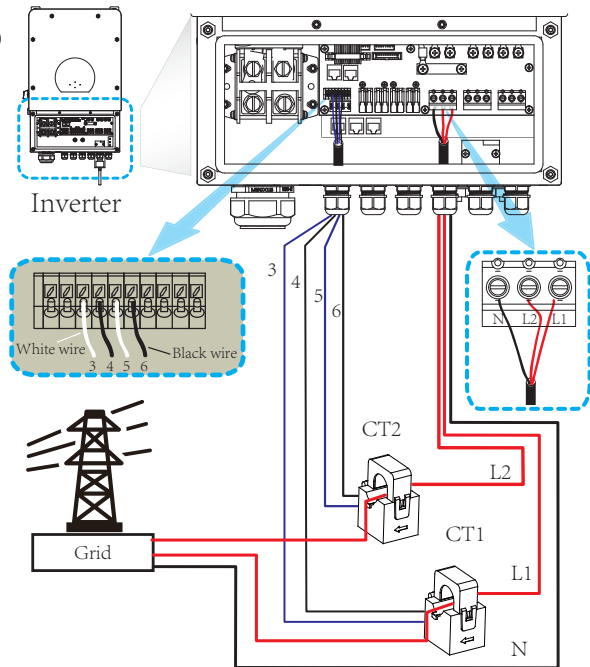 Inverter
3
4
5
6
White wire
3
4
5
6
Black wire
N
L2
L1
CT2
L2
CT1
Grid
L1
N